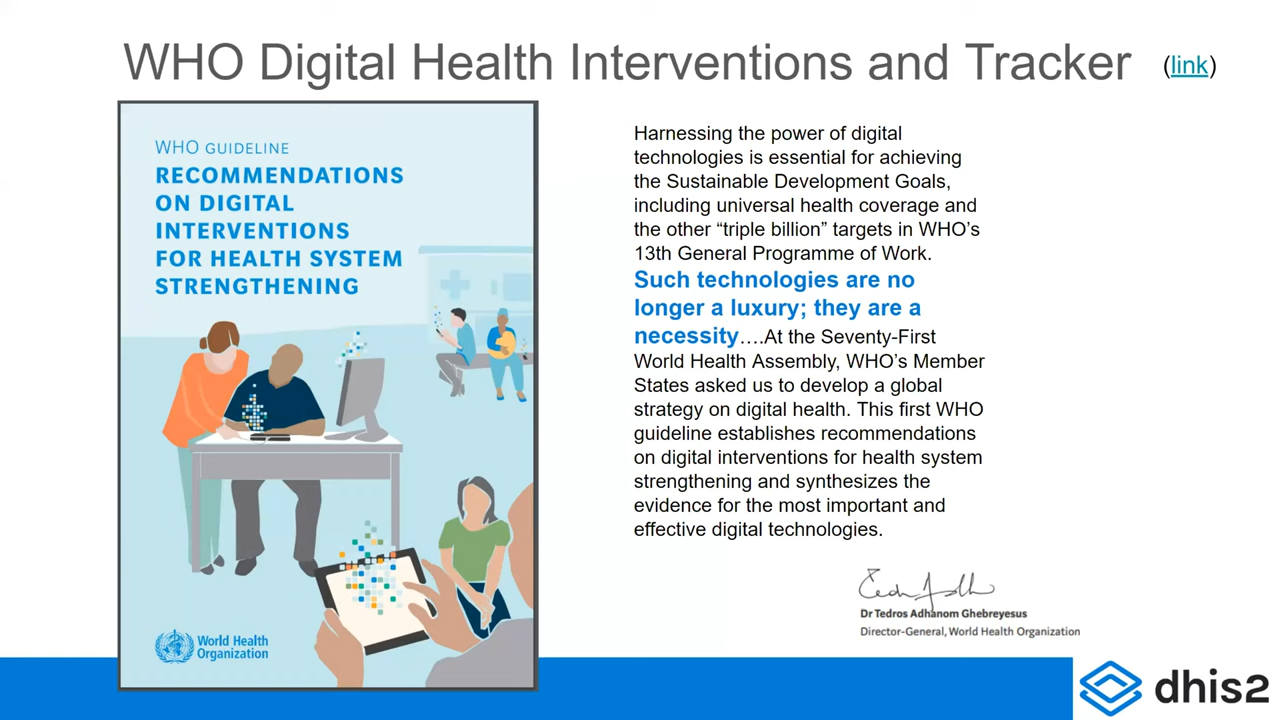 WHO Digital Health Interventions and Tracker (link)
WHO GUIDELINE
RECOMMENDATIONS
ON DIGITAL
INTERVENTIONS
FOR HEALTH SYSTEM
STRENGTHENING
World Health
Organization
Harnessing the power of digital
technologies is essential for achieving
the Sustainable Development Goals,
including universal health coverage and
the other “triple billion” targets in WHO’s
13th General Programme of Work.
Such technologies are no
longer a luxury; they are a
necessity….At the Seventy-First
World Health Assembly, WHO’s Member
States asked us to develop a global
strategy on digital health. This first WHO
guideline establishes recommendations
on digital interventions for health system
strengthening and synthesizes the
evidence for the most important and
effective digital technologies.
Dr Tedros Adhanom Ghebreyesus
Director-General, World Health Organization
dhis2